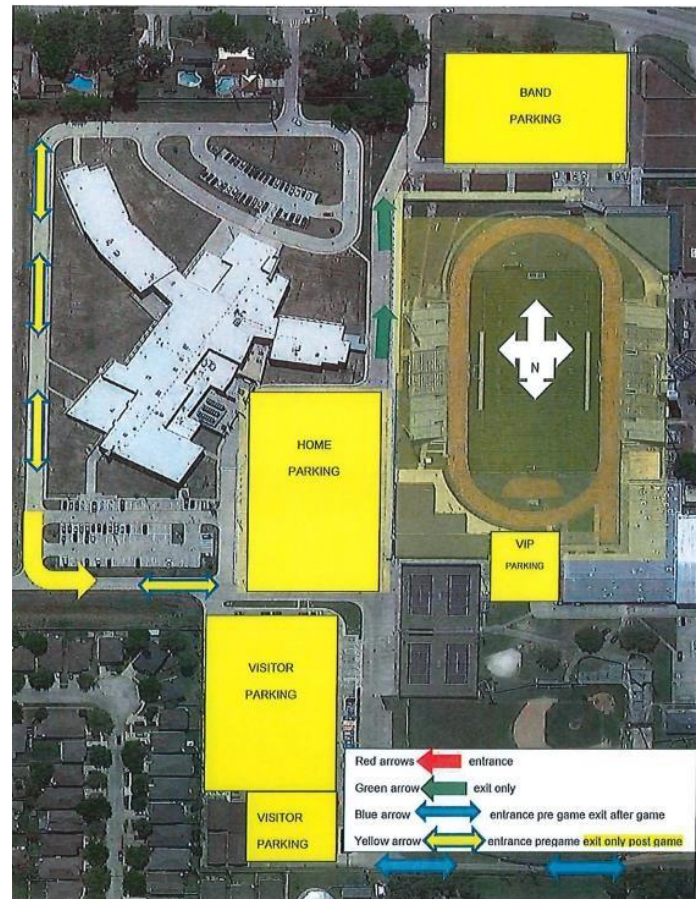 BAND
PARKING
N
HOME
PARKING
VIP
PARKING
VISITOR
PARKING
VISITOR
PARKING
Red arrows entrance
Green arrow exit only
Blue arrow entrance pre game exit after game
Yellow arrow entrance pregame exit only post game